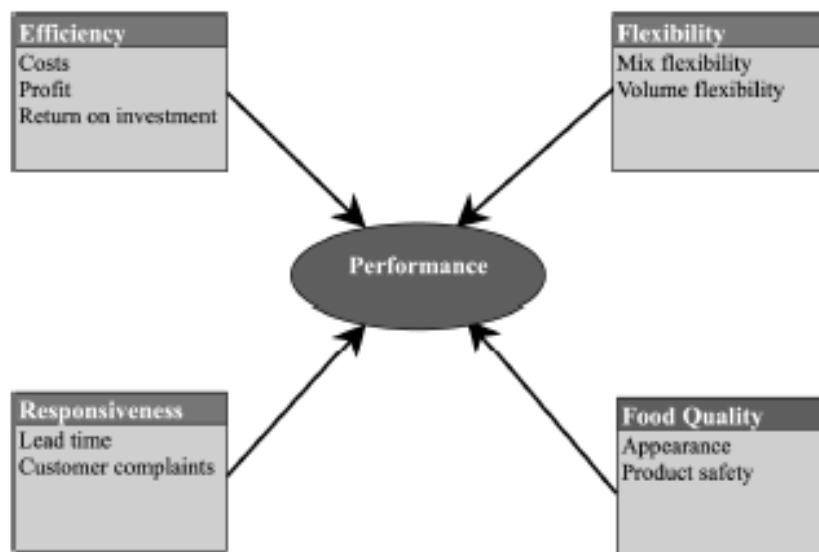 Efficiency
Costs
Profit
Return on investment
Flexibility
Mix flexibility
Volume flexibility
Performance
Responsiveness
Lead time
Customer complaints
Food Quality
Appearance
Product safety